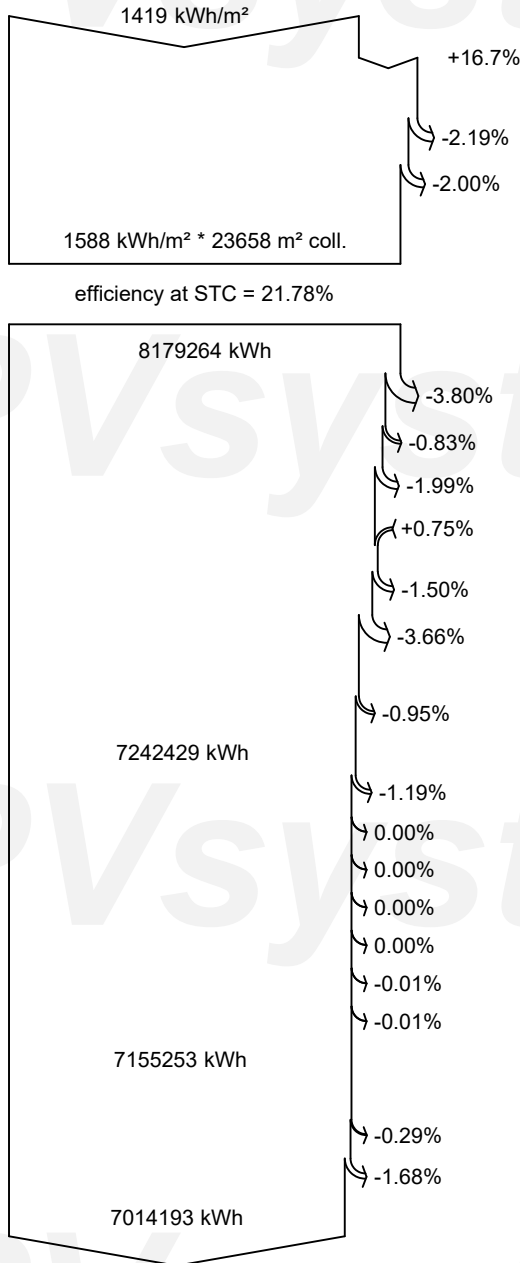 1419 kWh/m²
+16.7%
-2.19%
-2.00%
1588 kWh/m² * 23658 m² coll.
efficiency at STC = 21.78%
8179264 kWh
-3.80%
-0.83%
-1.99%
+0.75%
-1.50%
-3.66%
-0.95%
7242429 kWh
-1.19%
0.00%
0.00%
0.00%
0.00%
-0.01%
-0.01%
7155253 kWh
-0.29%
-1.68%
7014193 kWh